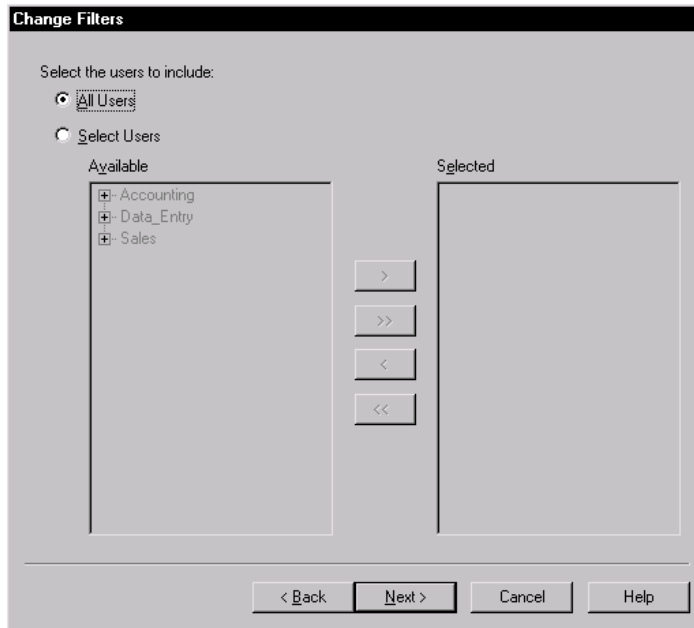 Change Filters
Select the users to include:
All Users
Select Users
Available
Selected
Accounting
Data_Entry
Sales
>
>>
<
<<
< Back
Next >
Cancel
Help